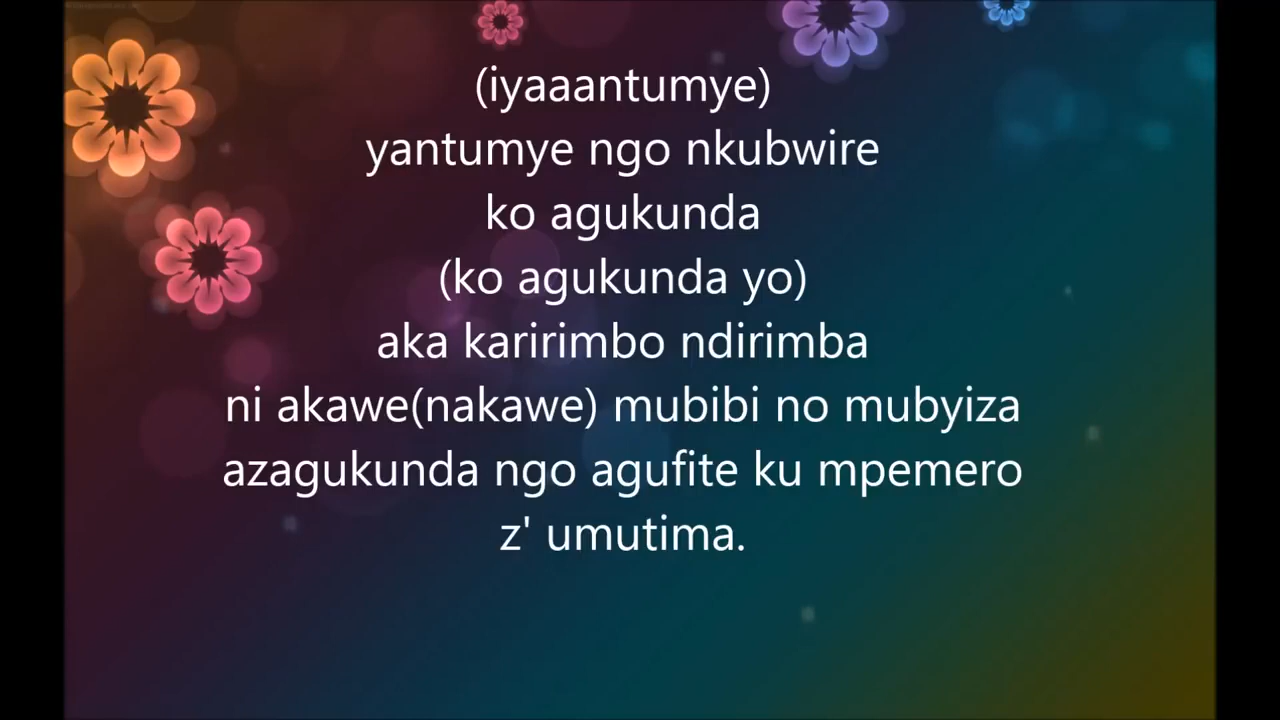 (iyaaantumye)
yantumye ngo nkubwire
ko agukunda
(ko agukunda yo)
aka karirimbo ndirimba
ni akawe(nakawe) mubibi no mubyiza
azagukunda ngo agufite ku mpemero
z' umutima.